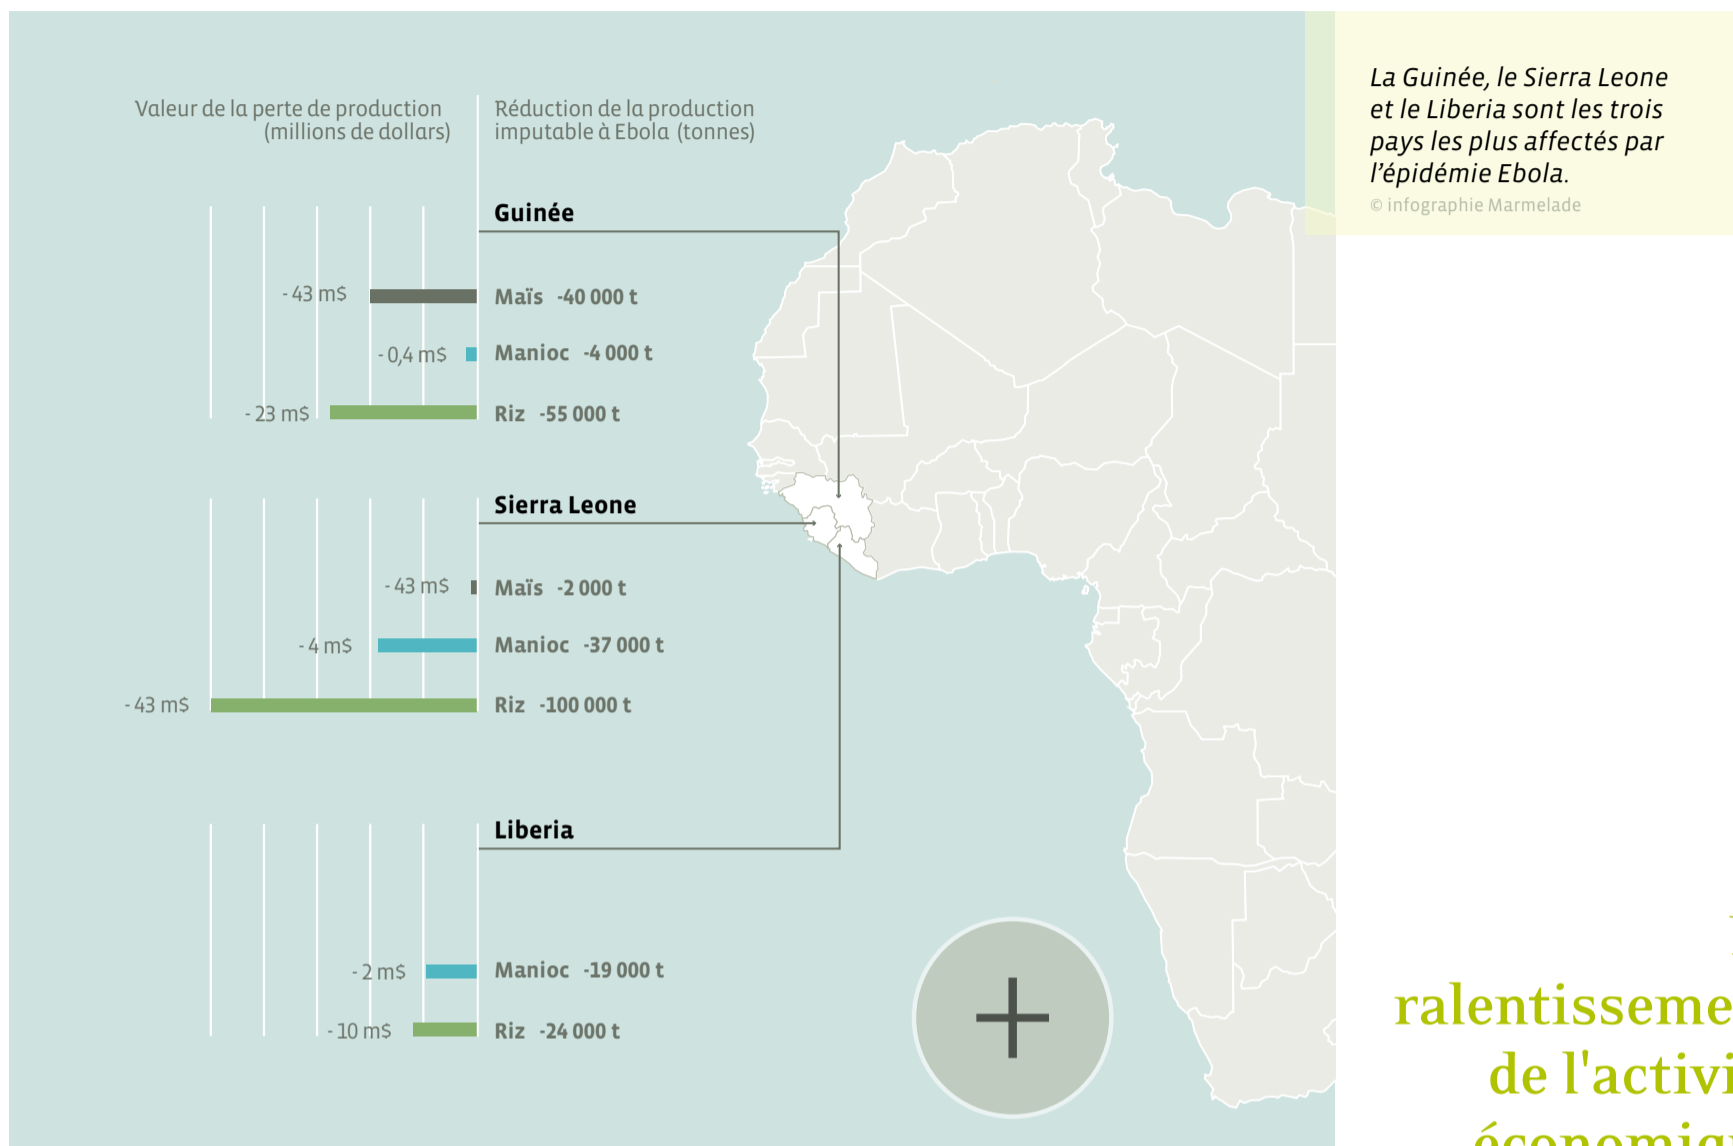 Valeur de la perte de production
(millions de dollars)
Réduction de la production
imputable à Ebola (tonnes)
Guinée
- 43 m$
Maïs -40 000 t
- 0,4 m$
Manioc -4 000 t
- 23 m$
Riz -55 000 t
Sierra Leone
- 43 m$
Maïs -2 000 t
- 4 m$
Manioc -37 000 t
- 43 m$
Riz -100 000 t
Liberia
- 2 m$
Manioc -19 000 t
- 10 m$
Riz -24 000 t
La Guinée, le Sierra Leone
et le Liberia sont les trois
pays les plus affectés par
l’épidémie Ebola.
© infographie Marmelade
ralentisseme
de l'activi
économiqu